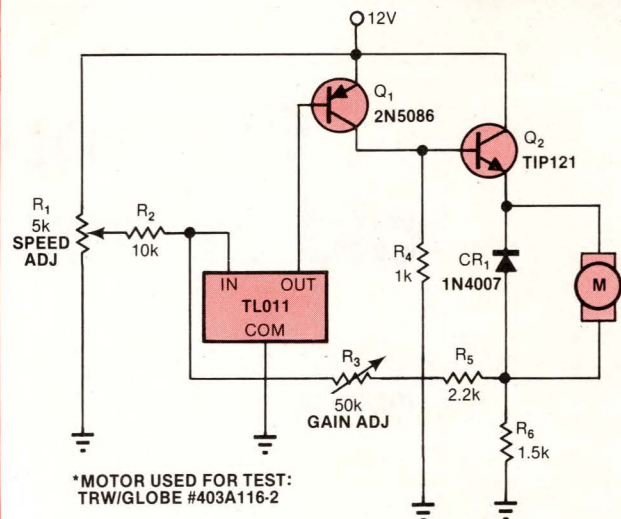 12V
Q1
2N5086
Q2
TIP121
R1
5k
SPEED
ADJ
R2
10k
R4
1k
CR1
1N4007
M
IN OUT
TL011
COM
R3
50k
GAIN ADJ
R5
2.2k
R6
1.5k
*MOTOR USED FOR TEST:
TRW/GLOBE #403A116-2